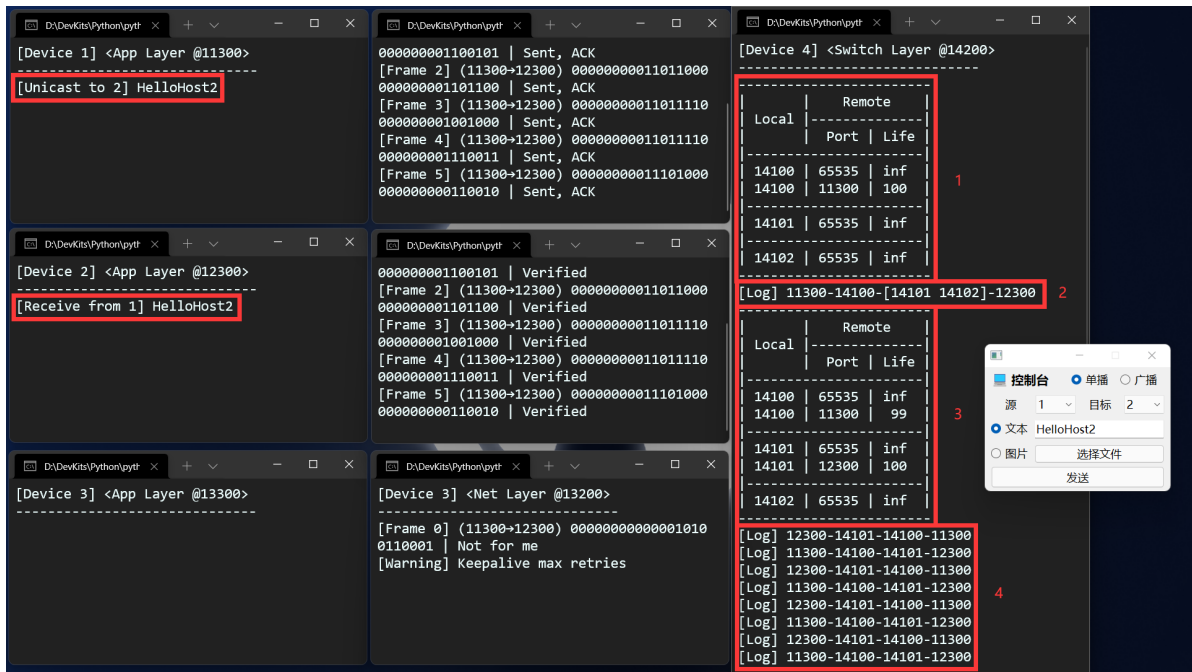 D:\DevKits\Python\pyth
[Device 1] <App Layer @11300>
------------------------------
[Unicast to 2] HelloHost2
D:\DevKits\Python\pyth
000000001100101 | Sent, ACK
[Frame 2] (11300→12300) 00000000011011000
000000001101100 | Sent, ACK
[Frame 3] (11300→12300) 00000000011011110
000000001001000 | Sent, ACK
[Frame 4] (11300→12300) 00000000011011110
000000001110011 | Sent, ACK
[Frame 5] (11300→12300) 00000000011101000
000000000110010 | Sent, ACK
D:\DevKits\Python\pyth
[Device 2] <App Layer @12300>
------------------------------
[Receive from 1] HelloHost2
D:\DevKits\Python\pyth
000000001100101 | Verified
[Frame 2] (11300→12300) 00000000011011000
000000001101100 | Verified
[Frame 3] (11300→12300) 00000000011011110
000000001001000 | Verified
[Frame 4] (11300→12300) 00000000011011110
000000001110011 | Verified
[Frame 5] (11300→12300) 00000000011101000
000000000110010 | Verified
D:\DevKits\Python\pyth
[Device 3] <App Layer @13300>
------------------------------
D:\DevKits\Python\pyth
[Device 3] <Net Layer @13200>
------------------------------
[Frame 0] (11300→12300) 00000000000001010
0110001 | Not for me
[Warning] Keepalive max retries
D:\DevKits\Python\pyth
[Device 4] <Switch Layer @14200>
------------------------------
------------------------
| | Remote |
| Local |--------------|
| | Port | Life |
|----------------------|
| 14100 | 65535 | inf |
| 14100 | 11300 | 100 |
|----------------------|
| 14101 | 65535 | inf |
|----------------------|
| 14102 | 65535 | inf |
------------------------
1
[Log] 11300-14100-[14101 14102]-12300
2
------------------------
| | Remote |
| Local |--------------|
| | Port | Life |
|----------------------|
| 14100 | 65535 | inf |
| 14100 | 11300 | 99 |
|----------------------|
| 14101 | 65535 | inf |
| 14101 | 12300 | 100 |
|----------------------|
| 14102 | 65535 | inf |
------------------------
3
[Log] 12300-14101-14100-11300
[Log] 11300-14100-14101-12300
[Log] 12300-14101-14100-11300
[Log] 11300-14100-14101-12300
[Log] 12300-14101-14100-11300
[Log] 11300-14100-14101-12300
[Log] 12300-14101-14100-11300
[Log] 11300-14100-14101-12300
4
控制台 单播 广播
源 1 目标 2
文本 HelloHost2
图片 选择文件
发送